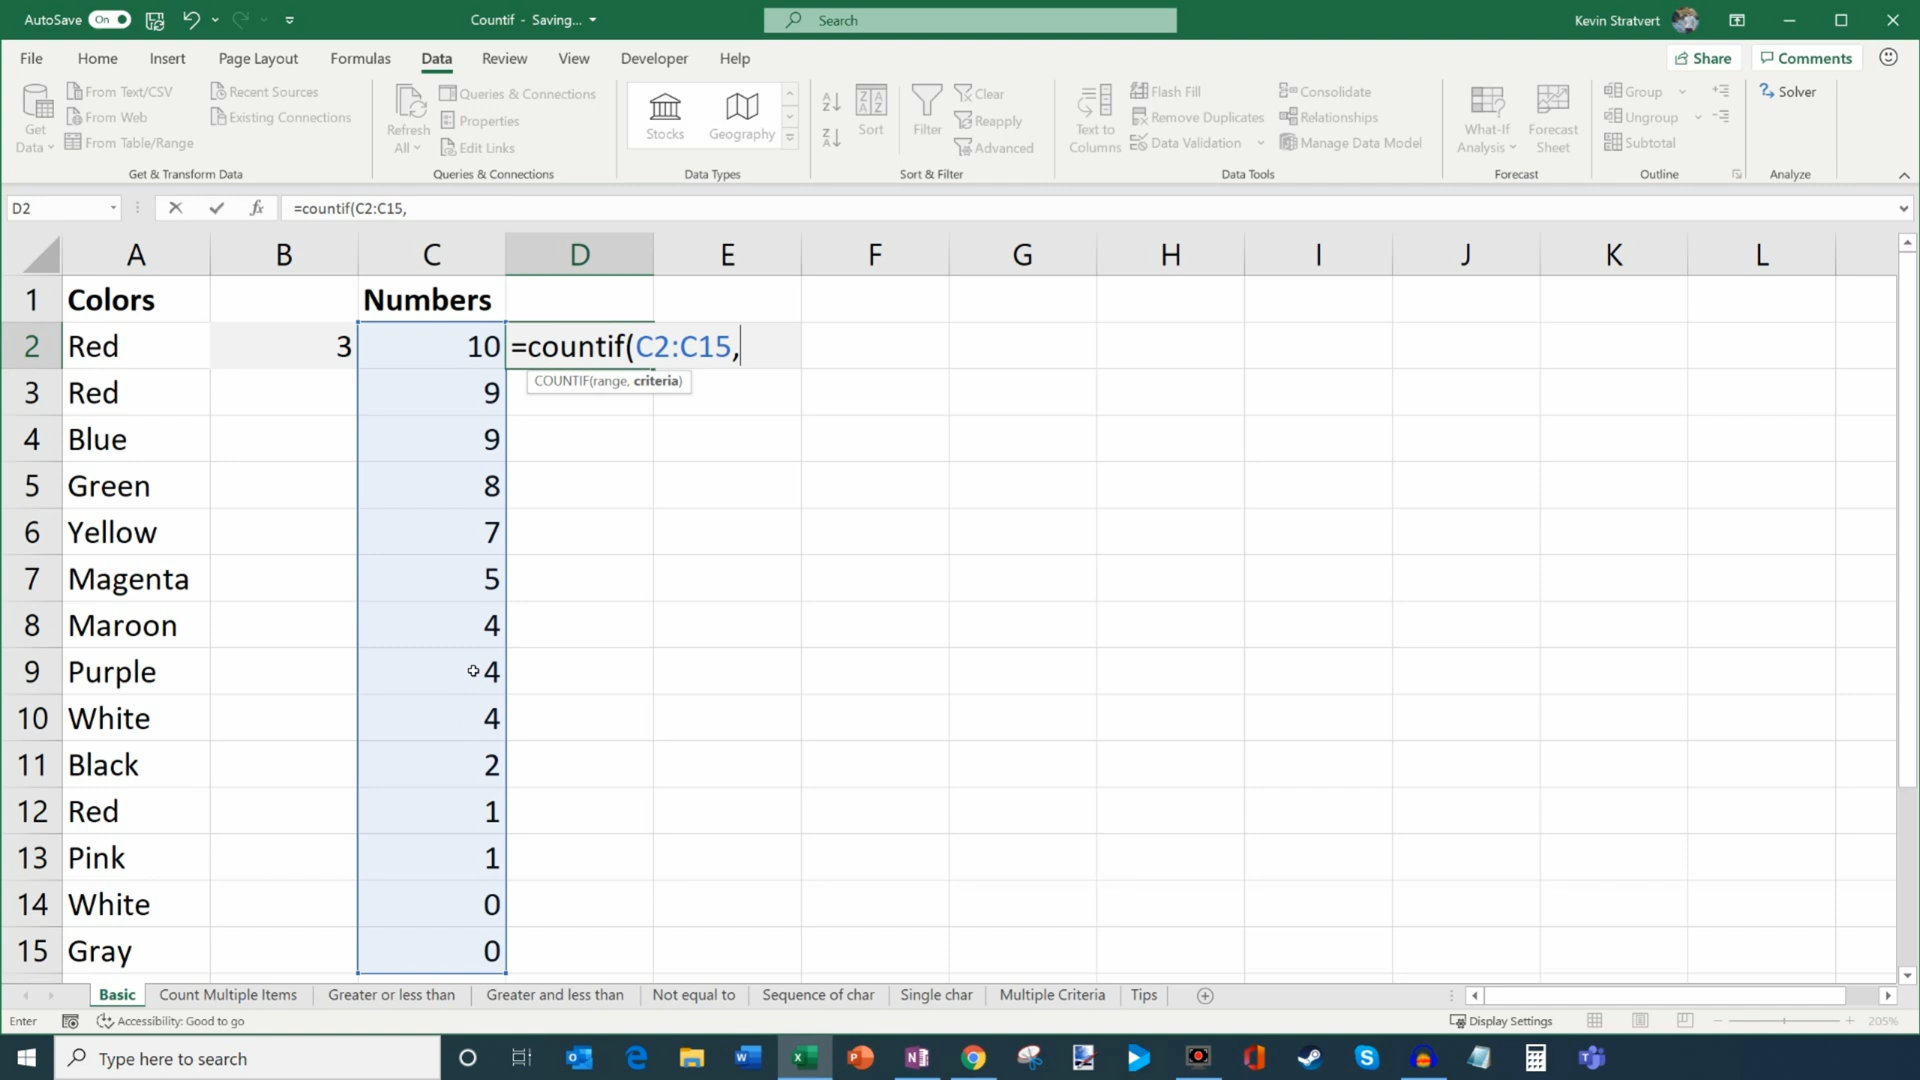 AutoSave On Countif - Saving... Search Kevin Stratvert
File Home Insert Page Layout Formulas Data Review View Developer Help Share Comments
Get Data
From Text/CSV
From Web
From Table/Range
Recent Sources
Existing Connections
Get & Transform Data
Refresh All
Queries & Connections
Properties
Edit Links
Queries & Connections
Stocks Geography
Data Types
Sort
Filter
Clear
Reapply
Advanced
Sort & Filter
Text to Columns
Flash Fill
Remove Duplicates
Data Validation
Consolidate
Relationships
Manage Data Model
Data Tools
What-If Analysis
Forecast Sheet
Forecast
Group
Ungroup
Subtotal
Outline
Solver
Analyze
D2 fx =countif(C2:C15,
A B C D E F G H I J K L
1 Colors Numbers
2 Red 3 10 =countif(C2:C15,
COUNTIF(range, criteria)
3 Red 9
4 Blue 9
5 Green 8
6 Yellow 7
7 Magenta 5
8 Maroon 4
9 Purple 4
10 White 4
11 Black 2
12 Red 1
13 Pink 1
14 White 0
15 Gray 0
Basic Count Multiple Items Greater or less than Greater and less than Not equal to Sequence of char Single char Multiple Criteria Tips
Enter Accessibility: Good to go Display Settings 205%
Type here to search